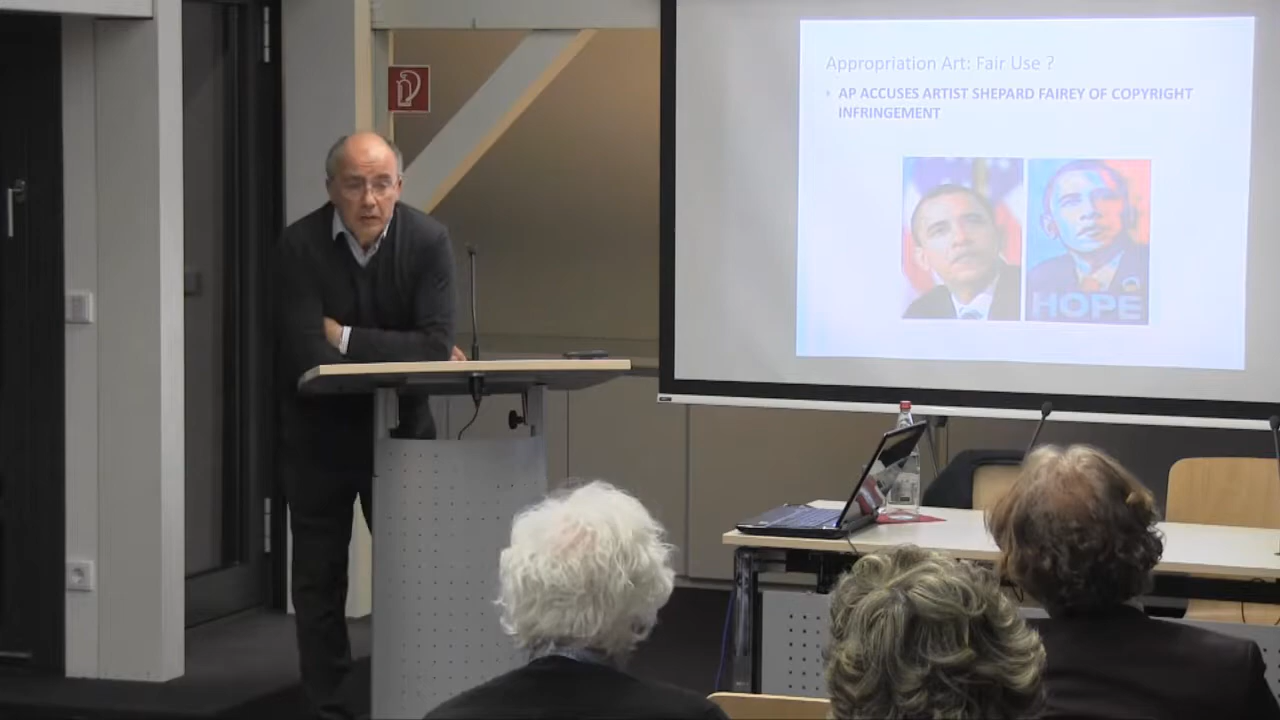 Appropriation Art: Fair Use ?
AP ACCUSES ARTIST SHEPARD FAIREY OF COPYRIGHT
INFRINGEMENT
HOPE